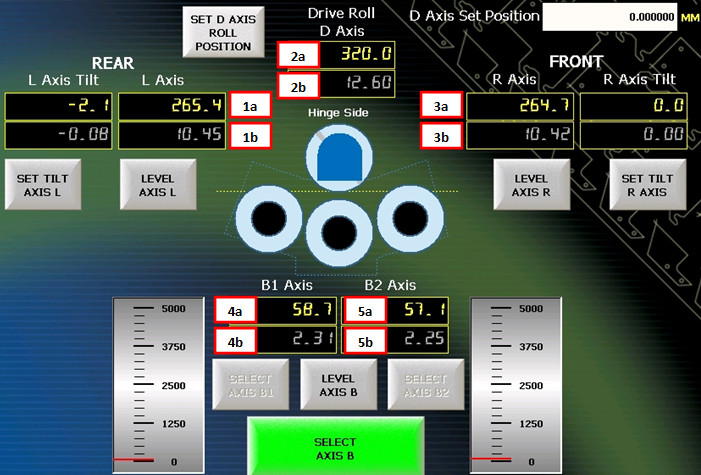 SET D AXIS
ROLL
POSITION
Drive Roll
D Axis
D Axis Set Position
0.000000
MM
2a
320.0
2b
12.60
REAR
L Axis Tilt
L Axis
-2.1
265.4
1a
-0.08
10.45
1b
FRONT
R Axis
R Axis Tilt
3a
264.7
0.0
3b
10.42
0.00
Hinge Side
SET TILT
AXIS L
LEVEL
AXIS L
LEVEL
AXIS R
SET TILT
R AXIS
B1 Axis
B2 Axis
4a
58.7
5a
57.1
4b
2.31
5b
2.25
5000
3750
2500
1250
0
SELECT
AXIS B1
LEVEL
AXIS B
SELECT
AXIS B2
SELECT
AXIS B
5000
3750
2500
1250
0